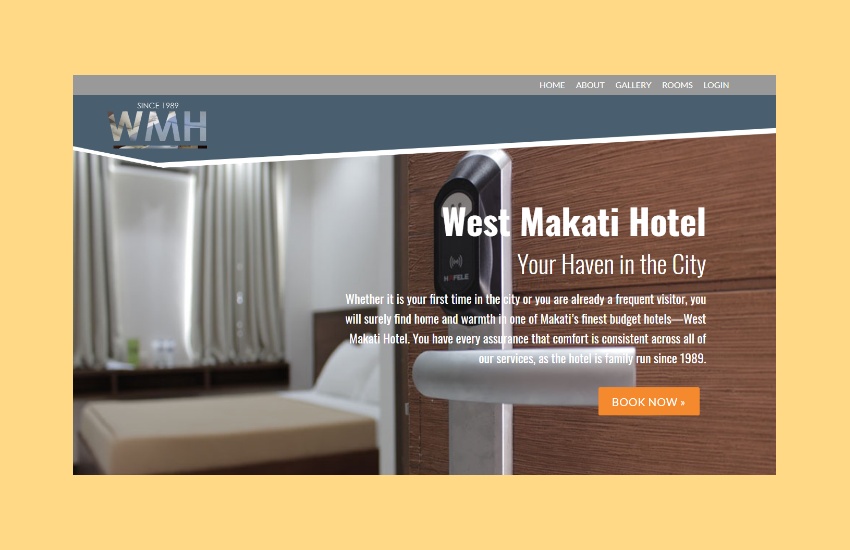 HOME ABOUT GALLERY ROOMS LOGIN
SINCE 1989
WMH
West Makati Hotel
Your Haven in the City
HÄFELE
Whether it is your first time in the city or you are already a frequent visitor, you
will surely find home and warmth in one of Makati's finest budget hotels—West
Makati Hotel. You have every assurance that comfort is consistent across all of
our services, as the hotel is family run since 1989.
BOOK NOW »